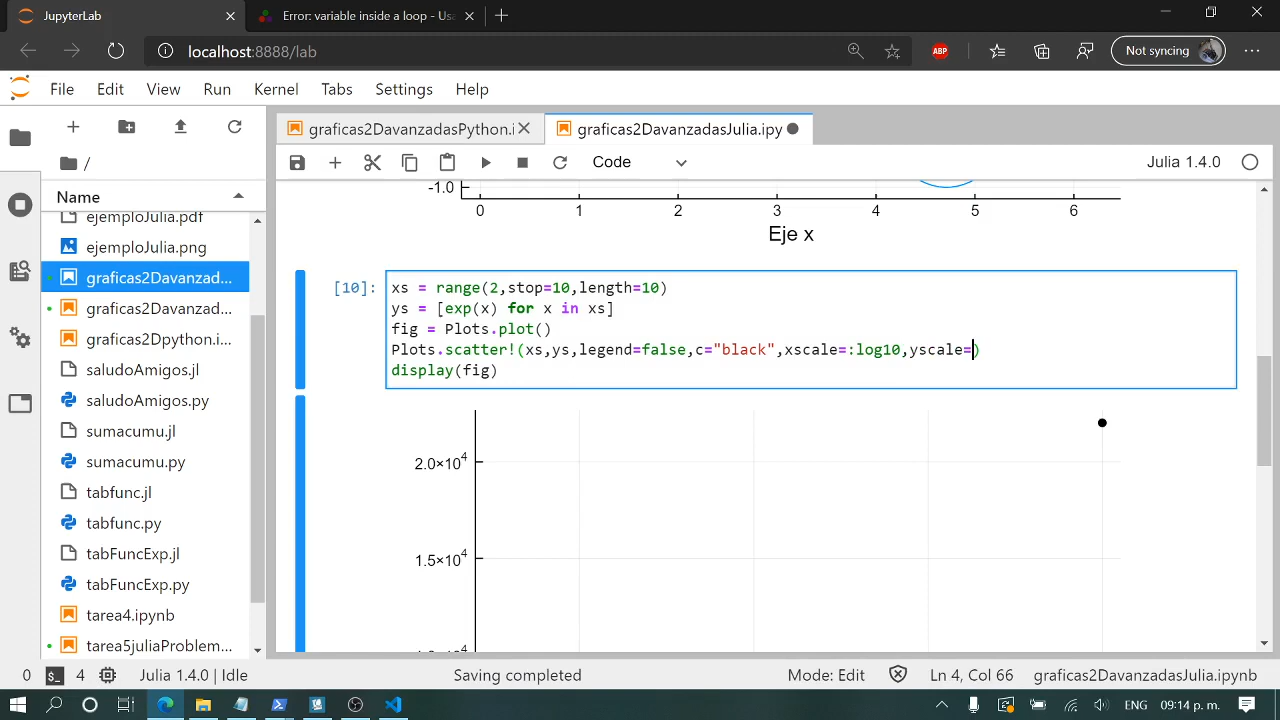 JupyterLab
Error: variable inside a loop - Usa
localhost:8888/lab
ABP
Not syncing
File Edit View Run Kernel Tabs Settings Help
graficas2DavanzadasPython.i
graficas2DavanzadasJulia.ipy
/
Code
Julia 1.4.0
Name
ejemploJulia.pdf
ejemploJulia.png
graficas2Davanzad...
graficas2Davanzad...
graficas2Dpython.i...
saludoAmigos.jl
saludoAmigos.py
sumacumu.jl
sumacumu.py
tabfunc.jl
tabfunc.py
tabFuncExp.jl
tabFuncExp.py
tarea4.ipynb
tarea5juliaProblem...
-1.0
0 1 2 3 4 5 6
Eje x
[10]:
xs = range(2,stop=10,length=10)
ys = [exp(x) for x in xs]
fig = Plots.plot()
Plots.scatter!(xs,ys,legend=false,c="black",xscale=:log10,yscale=)
display(fig)
2.0×10⁴
1.5×10⁴
0 4 Julia 1.4.0 | Idle Saving completed Mode: Edit Ln 4, Col 66 graficas2DavanzadasJulia.ipynb
ENG 09:14 p. m.